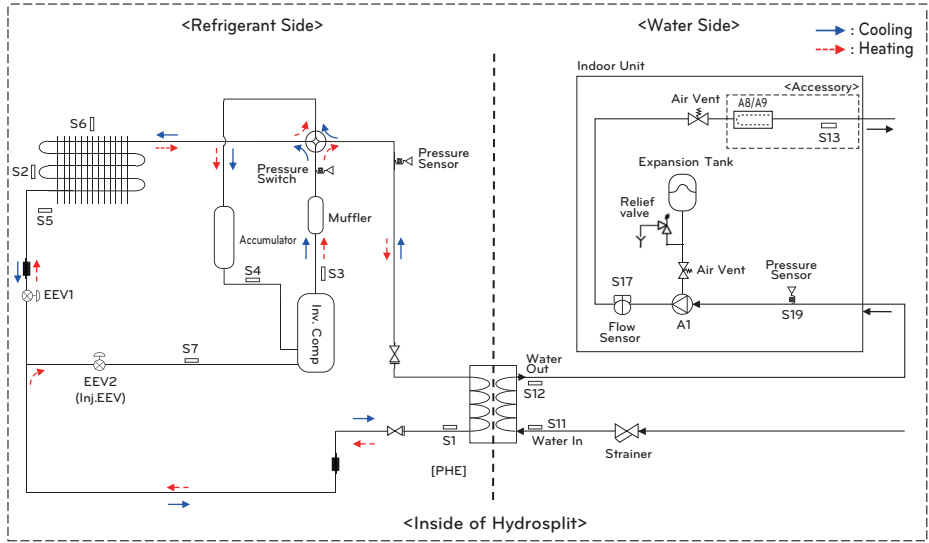 <Refrigerant Side>
<Water Side>
: Cooling
: Heating
Indoor Unit
<Accessory>
Air Vent
A8/A9
S13
S6
S2
S5
Pressure
Switch
Pressure
Sensor
Expansion Tank
Relief
valve
Muffler
Accumulator
S4
S3
Air Vent
Pressure
Sensor
S17
EEV1
Inv. Comp
Flow
Sensor
A1
S19
S7
EEV2
(Inj.EEV)
Water
Out
S12
S1
S11
Water In
Strainer
[PHE]
<Inside of Hydrosplit>